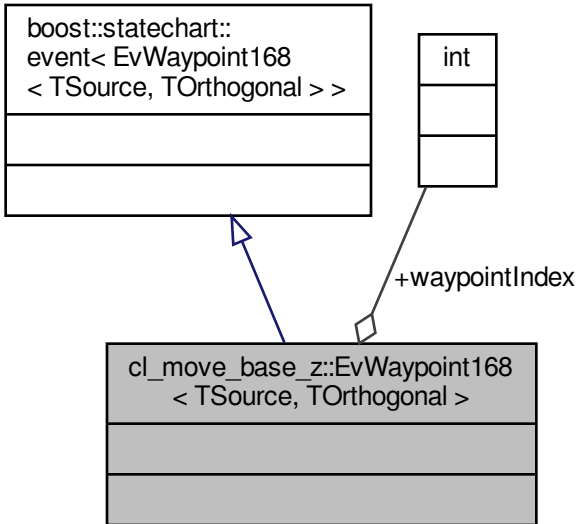 boost::statechart::
event< EvWaypoint168
< TSource, TOrthogonal > >
int
+waypointIndex
cl_move_base_z::EvWaypoint168
< TSource, TOrthogonal >